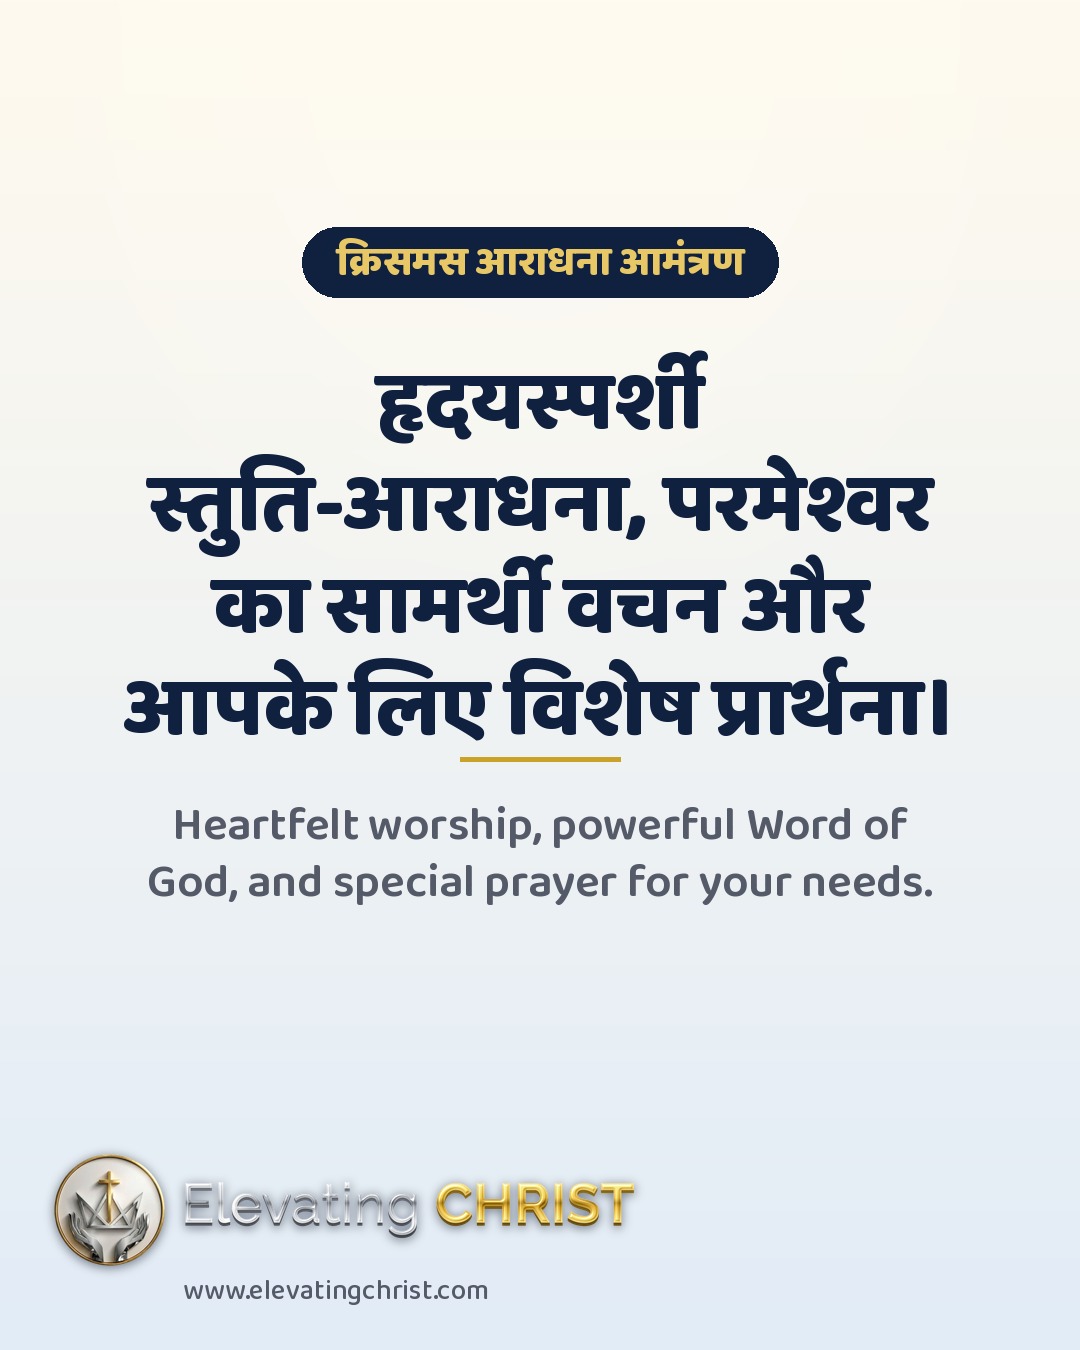 क्रिसमस आराधना आमंत्रण
हृदयस्पर्शी
स्तुति-आराधना, परमेश्वर
का सामर्थी वचन और
आपके लिए विशेष प्रार्थना।
Heartfelt worship, powerful Word of
God, and special prayer for your needs.
Elevating CHRIST
www.elevatingchrist.com